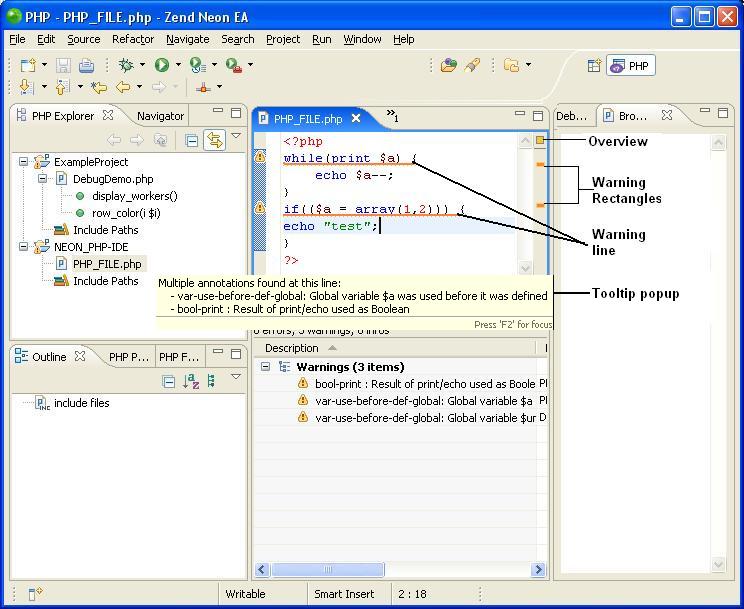 PHP - PHP_FILE.php - Zend Neon EA
File Edit Source Refactor Navigate Search Project Run Window Help
PHP
PHP Explorer Navigator
ExampleProject
DebugDemo.php
display_workers()
row_color(i $i)
Include Paths
NEON_PHP-IDE
PHP_FILE.php
Include Paths
PHP_FILE.php »1
<?php
while(print $a) {
echo $a--;
}
if(($a = array(1,2))) {
echo "test";
}
?>
Deb... Bro...
Overview
Warning
Rectangles
Warning
line
Tooltip popup
Multiple annotations found at this line:
- var-use-before-def-global: Global variable $a was used before it was defined
- bool-print : Result of print/echo used as Boolean
Press 'F2' for focus
0 errors, 3 warnings, 0 infos
Description
Warnings (3 items)
bool-print : Result of print/echo used as Boole
var-use-before-def-global: Global variable $a
var-use-before-def-global: Global variable $ur
Outline PHP P... PHP F...
include files
Writable Smart Insert 2 : 18